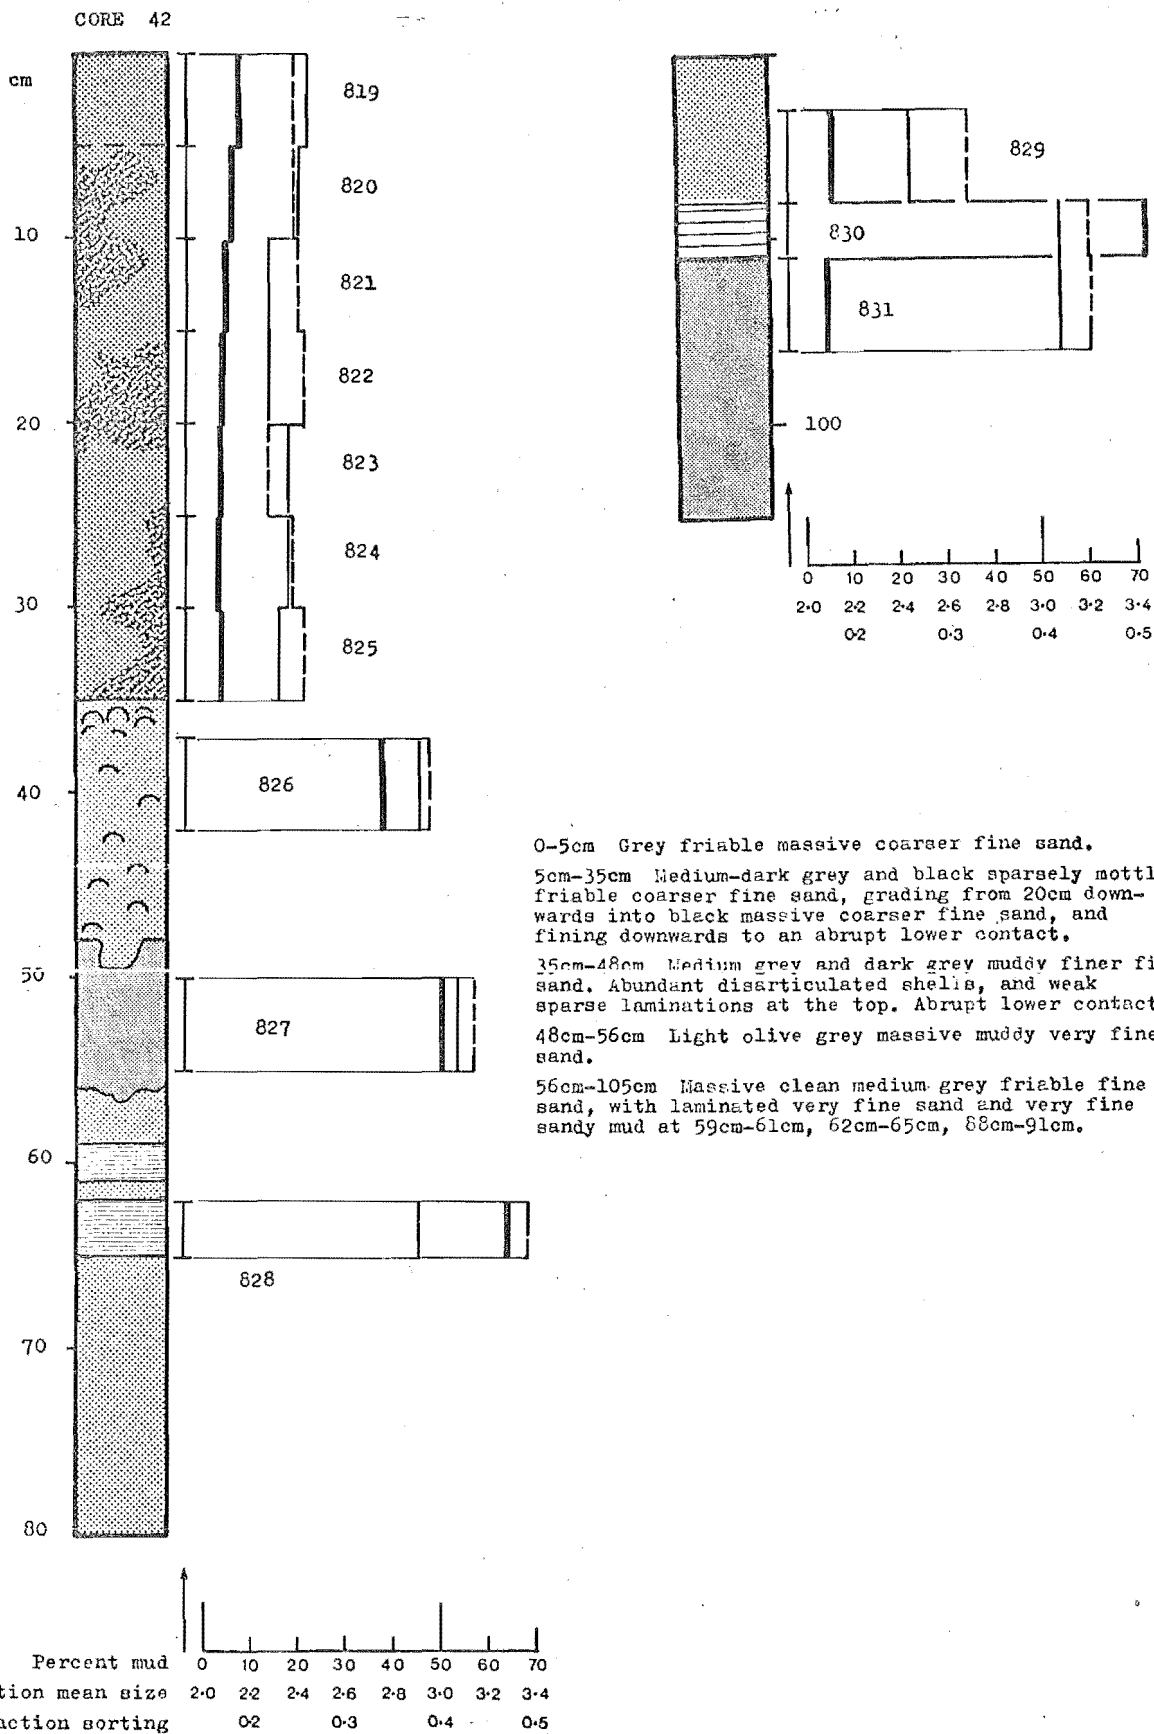 CORE 42
cm
819
820
10
821
822
20
823
824
30
825
826
40
50
827
60
828
70
80
829
830
831
100
0 10 20 30 40 50 60 70
2·0 2·2 2·4 2·6 2·8 3·0 3·2 3·4
0·2 0·3 0·4 0·5
0-5cm Grey friable massive coarser fine sand.
5cm-35cm Medium-dark grey and black sparsely mottl
friable coarser fine sand, grading from 20cm down-
wards into black massive coarser fine sand, and
fining downwards to an abrupt lower contact.
35cm-48cm Medium grey and dark grey muddy finer fi
sand. Abundant disarticulated shells, and weak
sparse laminations at the top. Abrupt lower contact
48cm-56cm Light olive grey massive muddy very fine
sand.
56cm-105cm Massive clean medium grey friable fine
sand, with laminated very fine sand and very fine
sandy mud at 59cm-61cm, 62cm-65cm, 88cm-91cm.
Percent mud 0 10 20 30 40 50 60 70
tion mean size 2·0 2·2 2·4 2·6 2·8 3·0 3·2 3·4
action sorting 0·2 0·3 0·4 0·5